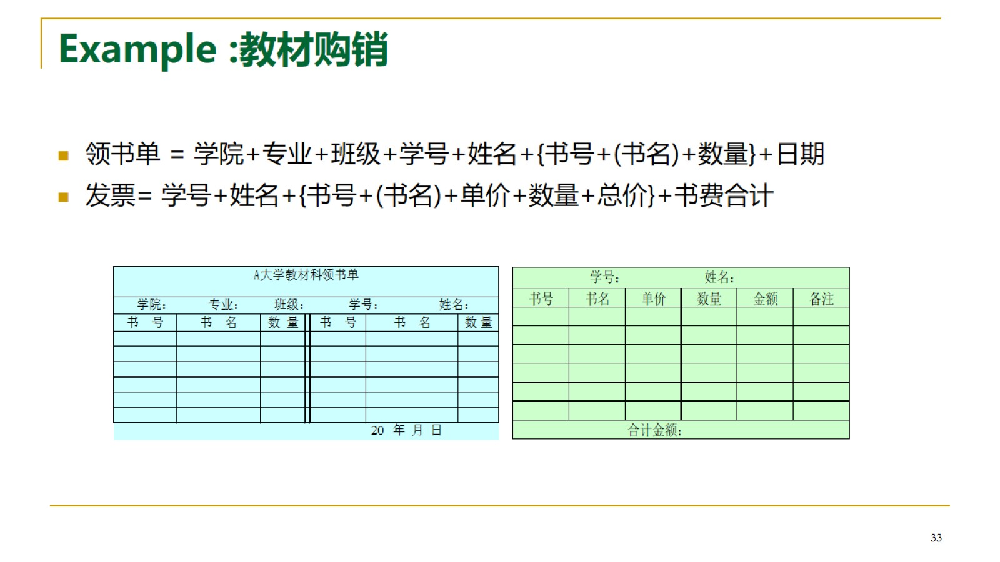 Example :教材购销
领书单 = 学院+专业+班级+学号+姓名+{书号+(书名)+数量}+日期
发票= 学号+姓名+{书号+(书名)+单价+数量+总价}+书费合计
A大学教材科领书单
学院: 专业: 班级: 学号: 姓名:
书 号 书 名 数 量 书 号 书 名 数 量
20 年 月 日
学号: 姓名:
书号 书名 单价 数量 金额 备注
合计金额:
33